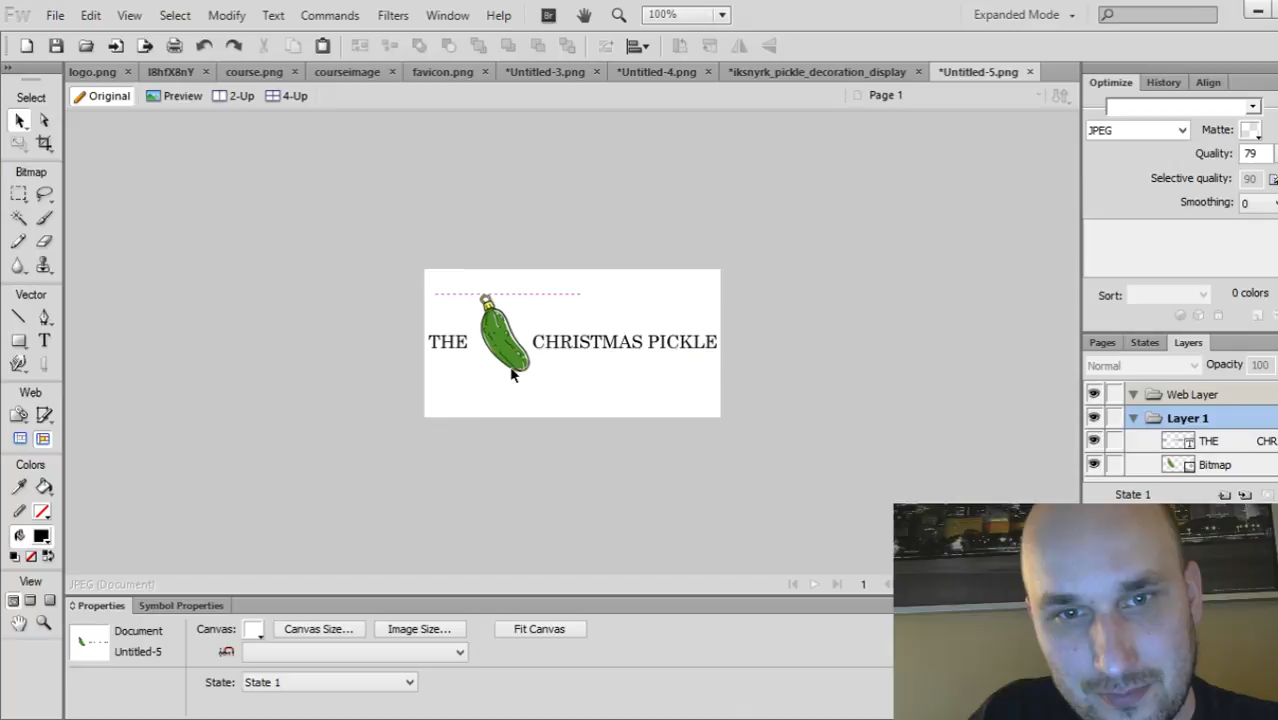 Fw File Edit View Select Modify Text Commands Filters Window Help Br 100% Expanded Mode
logo.png × l8hfX8nY × course.png × courseimage × favicon.png × *Untitled-3.png × *Untitled-4.png × *iksnyrk_pickle_decoration_display × *Untitled-5.png ×
Original Preview 2-Up 4-Up Page 1
Select
Bitmap
Vector
Web
Colors
View
THE CHRISTMAS PICKLE
Optimize History Align
JPEG Matte:
Quality: 79
Selective quality: 90
Smoothing: 0
Sort: 0 colors
Pages States Layers
Normal Opacity 100
Web Layer
Layer 1
THE CHR
Bitmap
State 1
JPEG (Document) 1
Properties Symbol Properties
Document
Untitled-5
Canvas: Canvas Size... Image Size... Fit Canvas
State: State 1